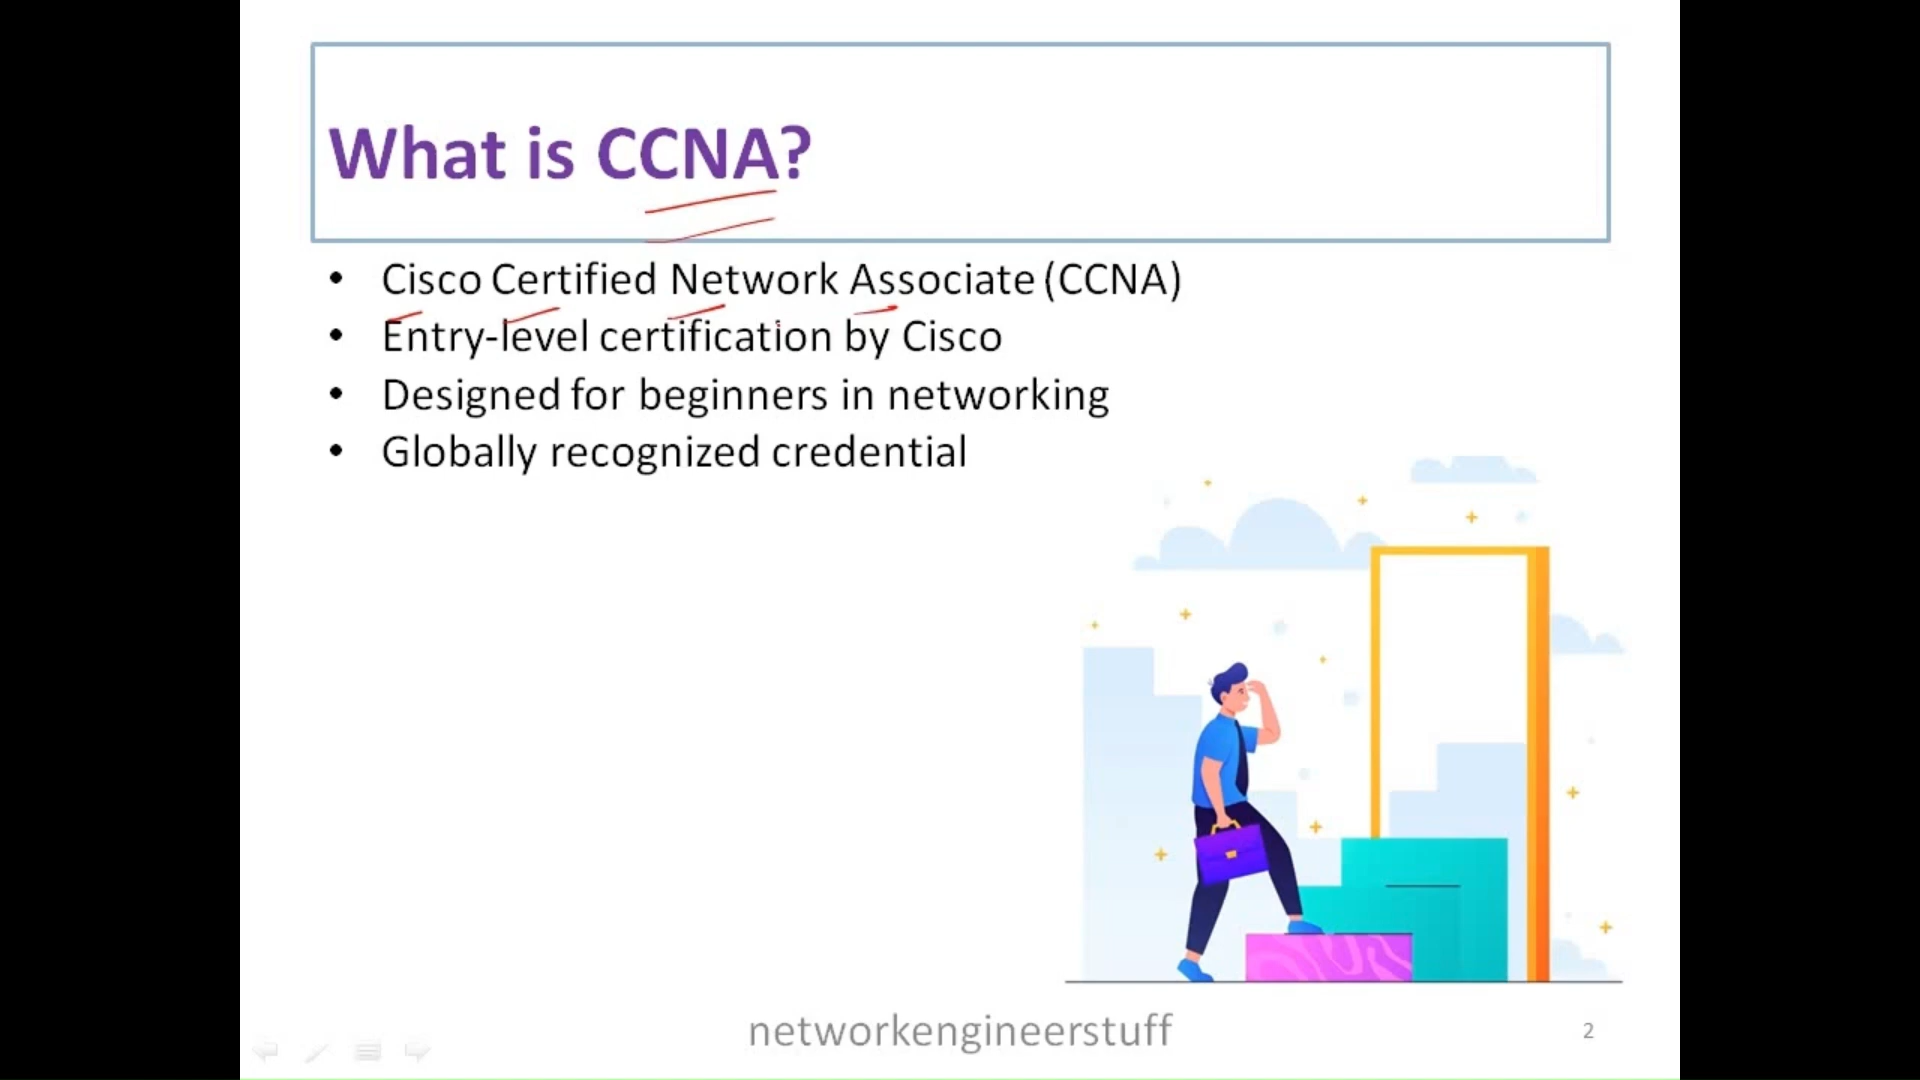 What is CCNA?
• Cisco Certified Network Associate (CCNA)
• Entry-level certification by Cisco
• Designed for beginners in networking
• Globally recognized credential
networkengineerstuff
2